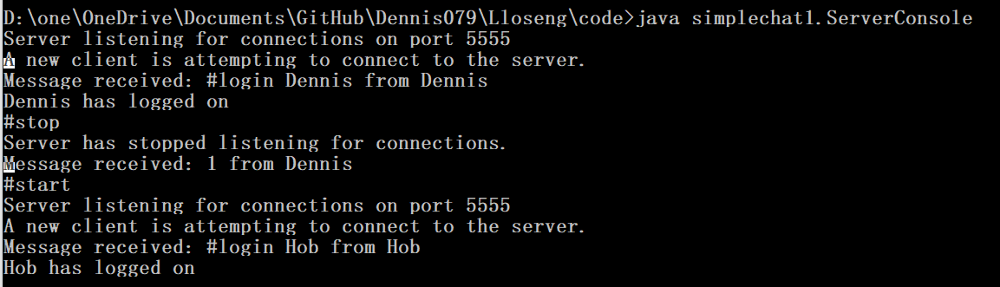 D:\one\OneDrive\Documents\GitHub\Dennis079\Lloseng\code>java simplechat1.ServerConsole
Server listening for connections on port 5555
A new client is attempting to connect to the server.
Message received: #login Dennis from Dennis
Dennis has logged on
#stop
Server has stopped listening for connections.
Message received: 1 from Dennis
#start
Server listening for connections on port 5555
A new client is attempting to connect to the server.
Message received: #login Hob from Hob
Hob has logged on